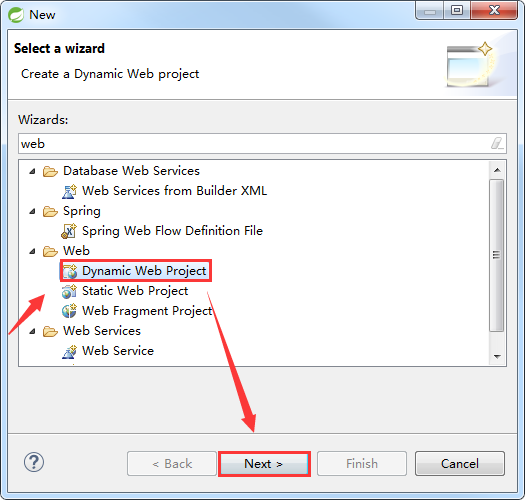 New
Select a wizard
Create a Dynamic Web project
Wizards:
web
Database Web Services
Web Services from Builder XML
Spring
Spring Web Flow Definition File
Web
Dynamic Web Project
Static Web Project
Web Fragment Project
Web Services
Web Service
? < Back Next > Finish Cancel